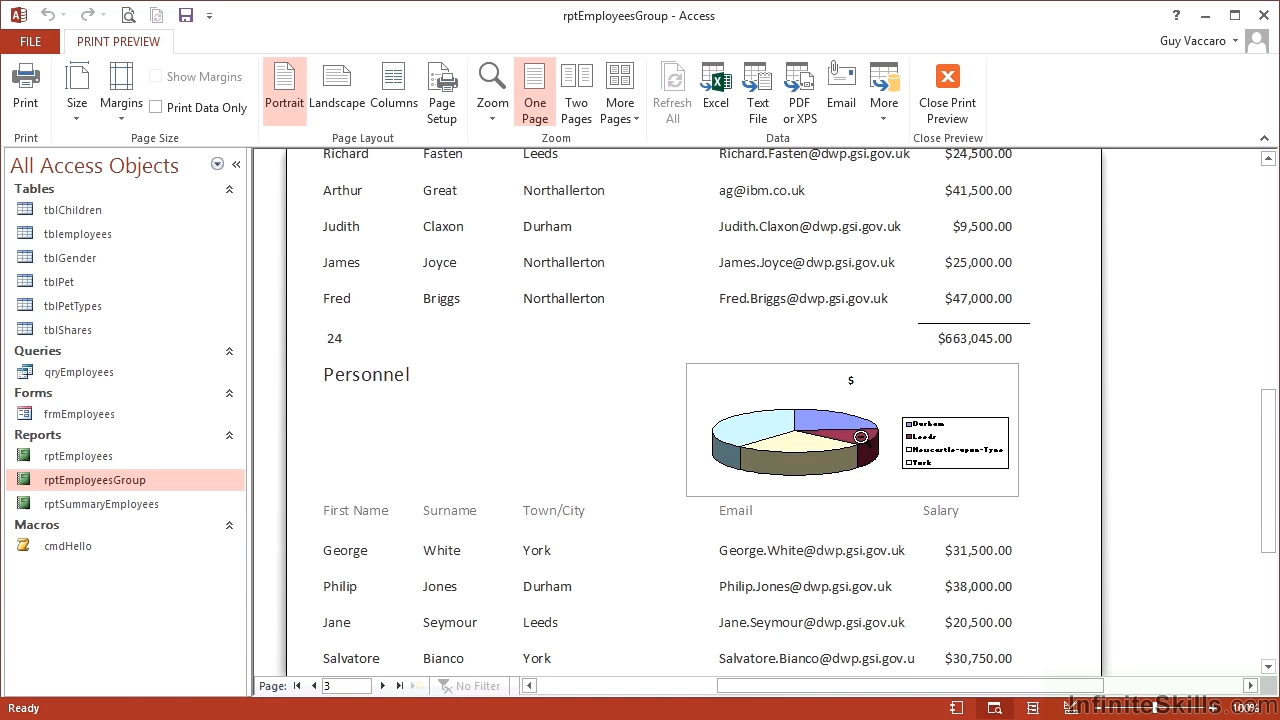 rptEmployeesGroup - Access
?
FILE
PRINT PREVIEW
Guy Vaccaro
Print
Size
Margins
Show Margins
Print Data Only
Portrait
Landscape
Columns
Page Setup
Zoom
One Page
Two Pages
More Pages
Refresh All
Excel
Text File
PDF or XPS
Email
More
Close Print Preview
Print
Page Size
Page Layout
Zoom
Data
Close Preview
All Access Objects
Tables
tblChildren
tblemployees
tblGender
tblPet
tblPetTypes
tblShares
Queries
qryEmployees
Forms
frmEmployees
Reports
rptEmployees
rptEmployeesGroup
rptSummaryEmployees
Macros
cmdHello
Richard Fasten Leeds Richard.Fasten@dwp.gsi.gov.uk $24,500.00
Arthur Great Northallerton ag@ibm.co.uk $41,500.00
Judith Claxon Durham Judith.Claxon@dwp.gsi.gov.uk $9,500.00
James Joyce Northallerton James.Joyce@dwp.gsi.gov.uk $25,000.00
Fred Briggs Northallerton Fred.Briggs@dwp.gsi.gov.uk $47,000.00
24 $663,045.00
Personnel
$
Durham
Leeds
Newcastle-upon-Tyne
York
First Name Surname Town/City Email Salary
George White York George.White@dwp.gsi.gov.uk $31,500.00
Philip Jones Durham Philip.Jones@dwp.gsi.gov.uk $38,000.00
Jane Seymour Leeds Jane.Seymour@dwp.gsi.gov.uk $20,500.00
Salvatore Bianco York Salvatore.Bianco@dwp.gsi.gov.u $30,750.00
Page: 3 No Filter
Ready
100%
InfiniteSkills.com